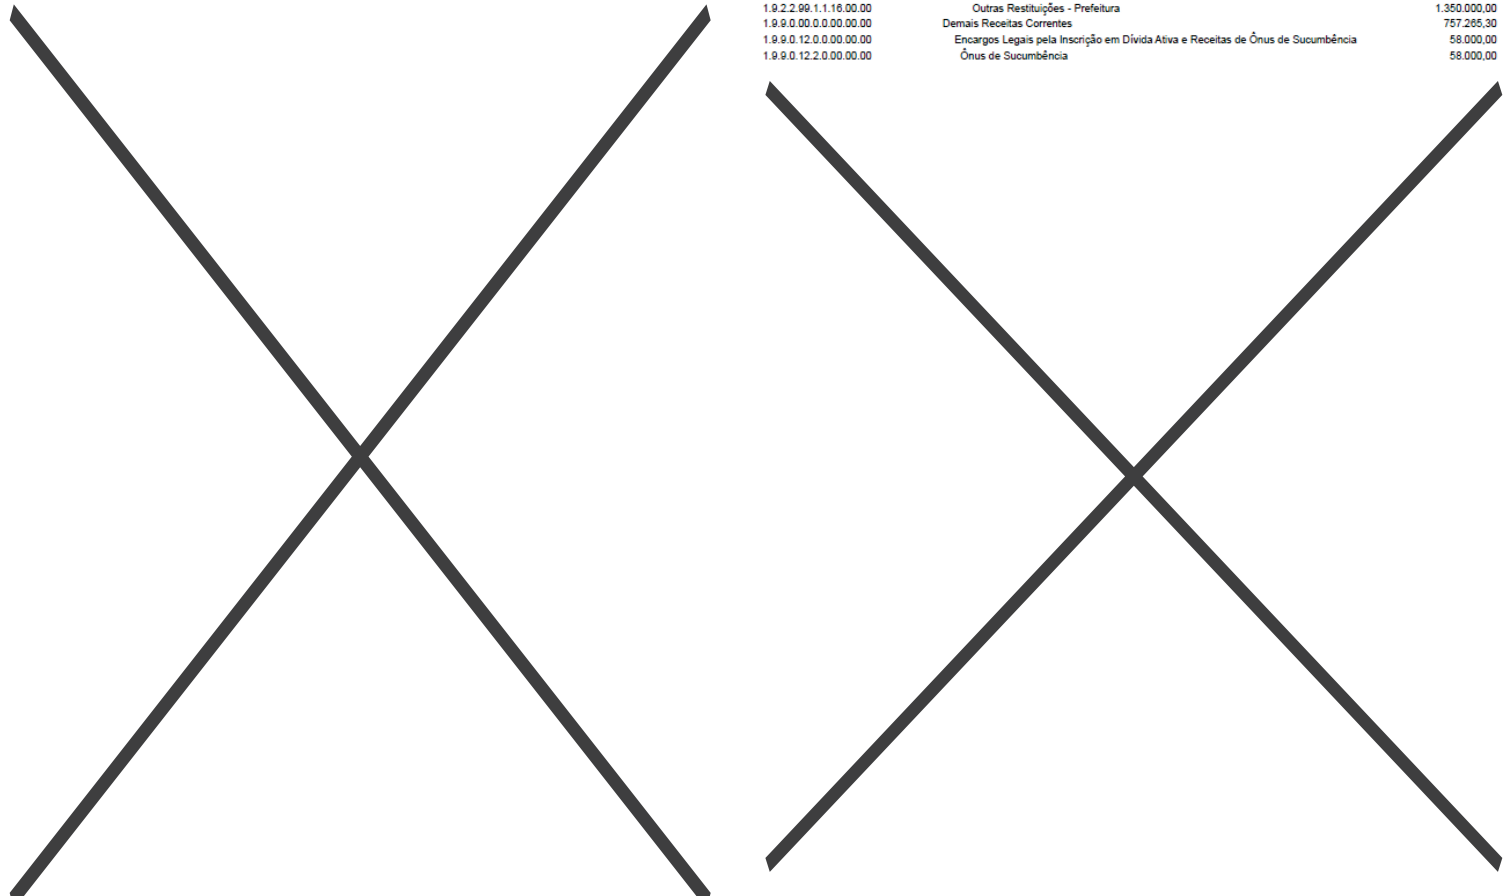 1.9.2.2.99.1.1.16.00.00 Outras Restituições - Prefeitura 1.350.000,00
1.9.9.0.00.0.0.00.00.00 Demais Receitas Correntes 757.265,30
1.9.9.0.12.0.0.00.00.00 Encargos Legais pela Inscrição em Dívida Ativa e Receitas de Ônus de Sucumbência 58.000,00
1.9.9.0.12.2.0.00.00.00 Ônus de Sucumbência 58.000,00